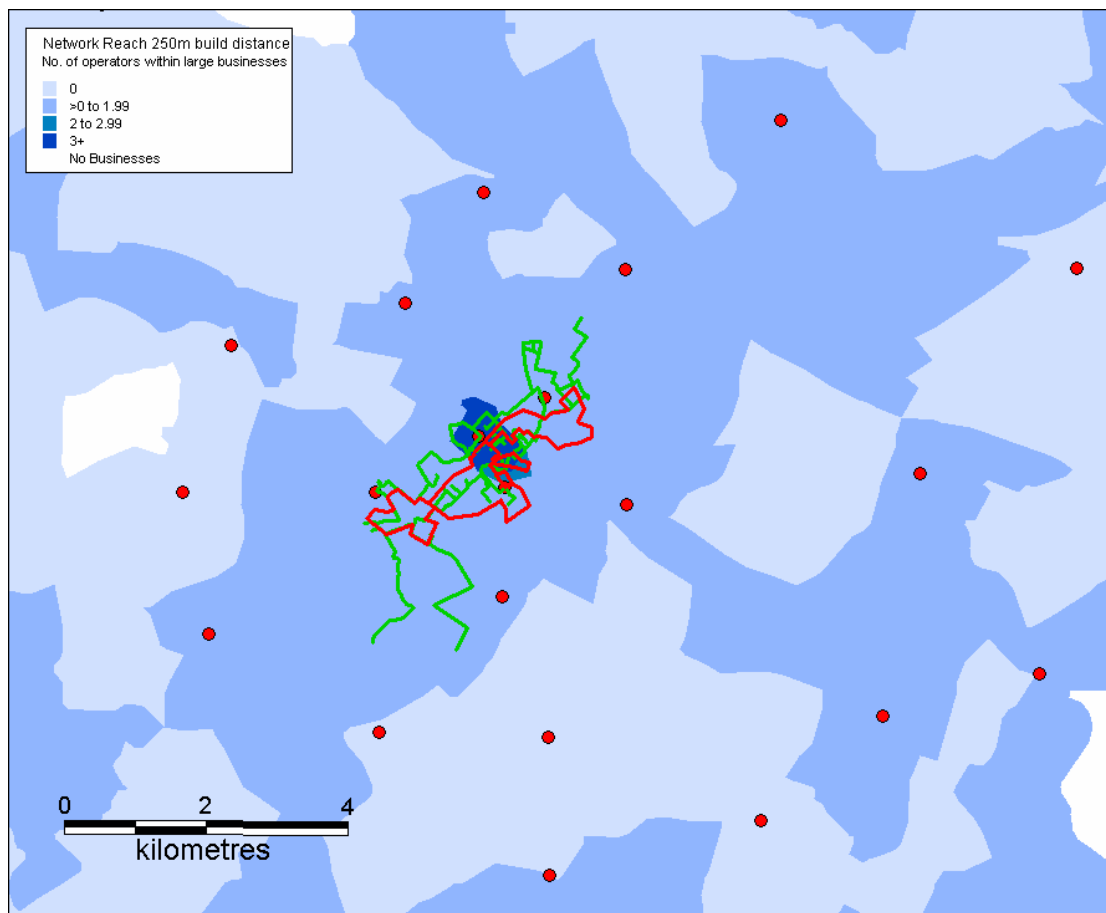 Network Reach 250m build distance
No. of operators within large businesses
0
>0 to 1.99
2 to 2.99
3+
No Businesses
0 2 4
kilometres